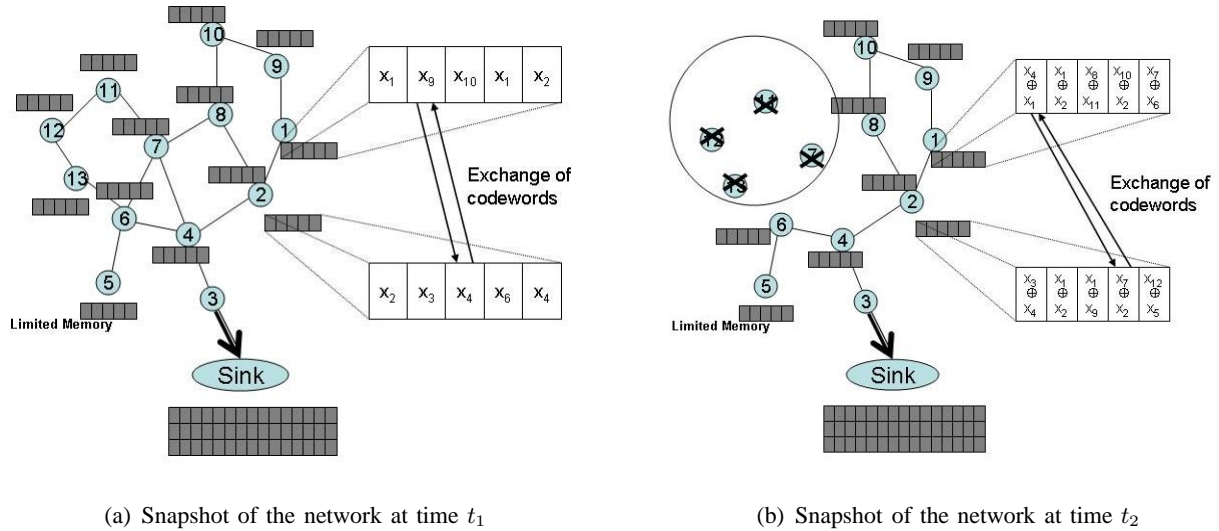 10
9
11
8
12
7
1
13
2
6
4
5
3
Limited Memory
Sink
x1 x9 x10 x1 x2
Exchange of
codewords
x2 x3 x4 x6 x4
(a) Snapshot of the network at time t1
10
9
11
8
12
7
1
13
2
6
4
5
3
Limited Memory
Sink
x4 x1 x8 x10 x7
⊕ ⊕ ⊕ ⊕ ⊕
x1 x2 x11 x2 x6
Exchange of
codewords
x3 x1 x1 x7 x12
⊕ ⊕ ⊕ ⊕ ⊕
x4 x2 x9 x2 x5
(b) Snapshot of the network at time t2